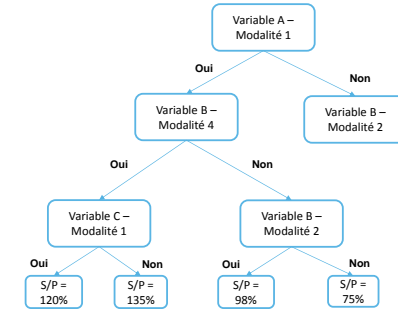 Variable A –
Modalité 1
Oui
Non
Variable B –
Modalité 4
Variable B –
Modalité 2
Oui
Non
Variable C –
Modalité 1
Variable B –
Modalité 2
Oui
Non
Oui
Non
S/P =
120%
S/P =
135%
S/P =
98%
S/P =
75%